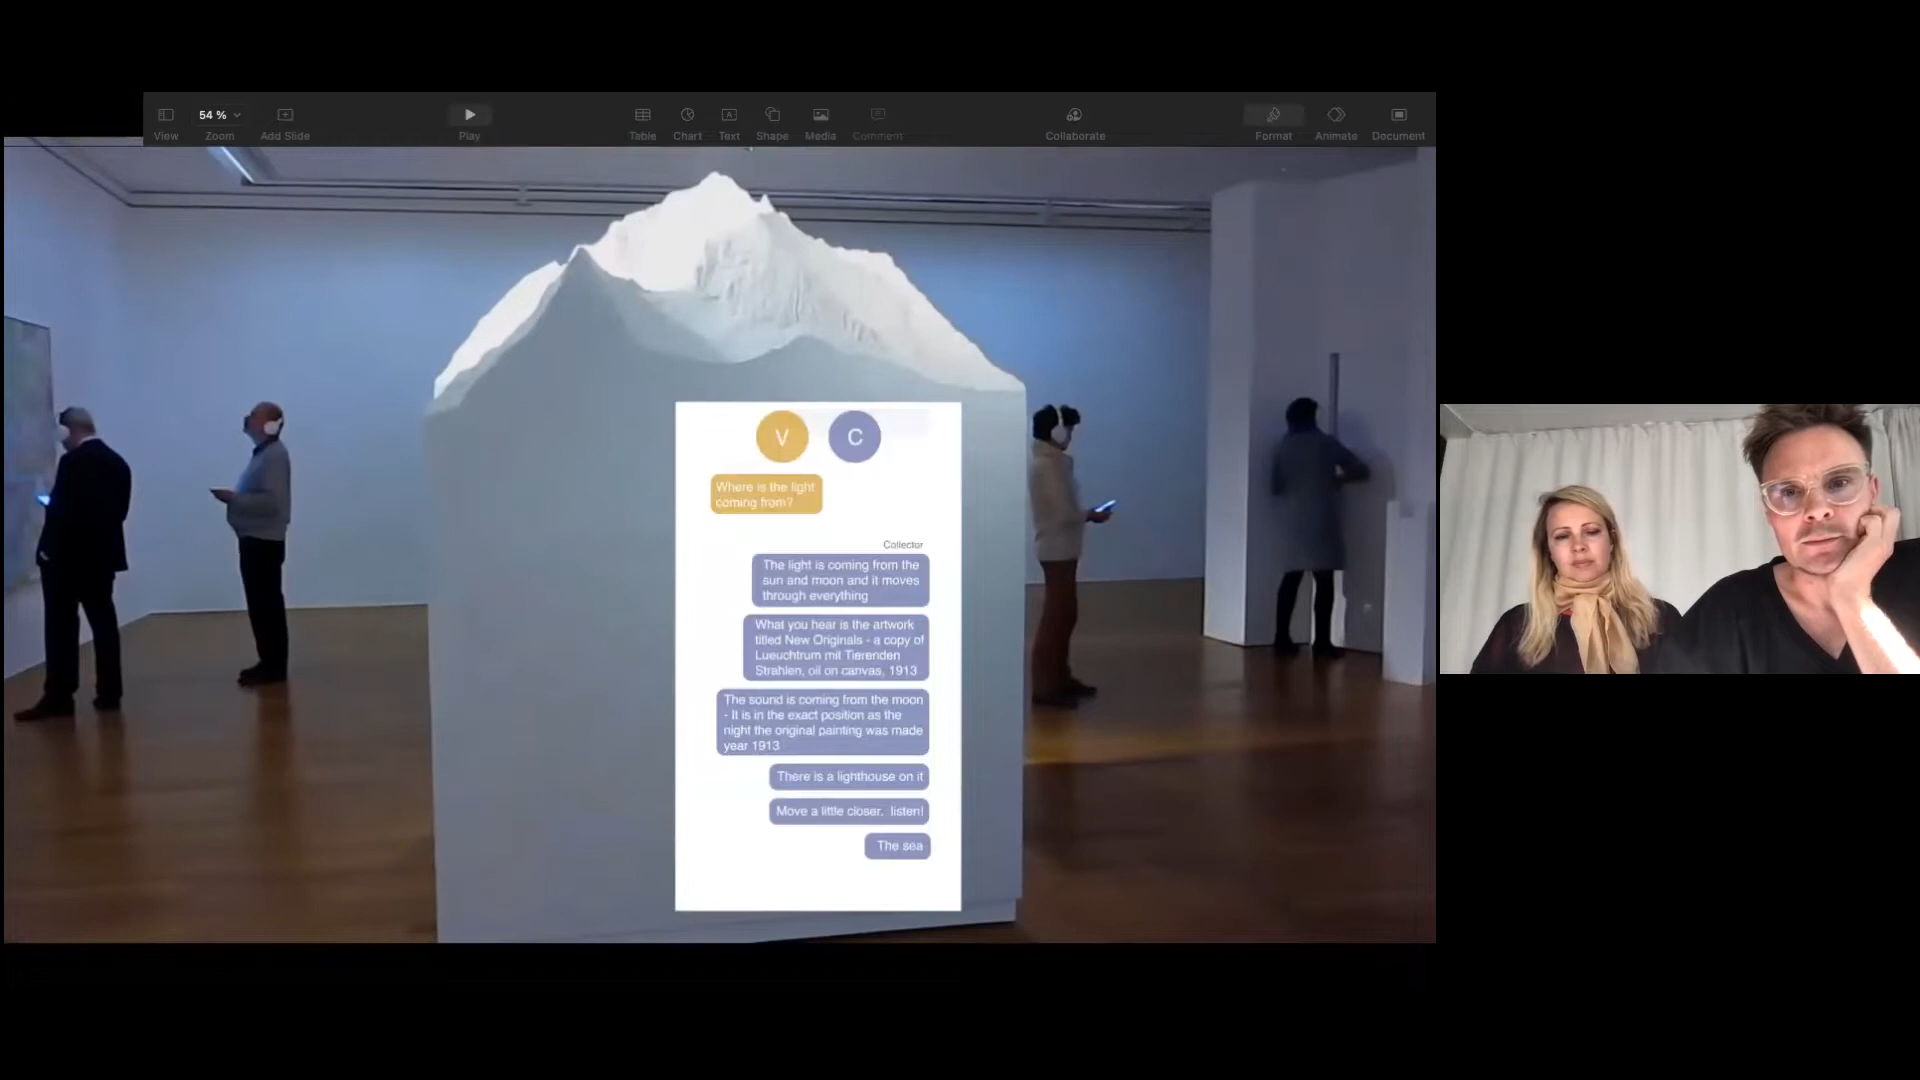 54 %
View
Zoom
Add Slide
Play
Table
Chart
Text
Shape
Media
Comment
Collaborate
Format
Animate
Document
V
C
Where is the light
coming from?
Collector
The light is coming from the
sun and moon and it moves
through everything
What you hear is the artwork
titled New Originals - a copy of
Lueuchtrum mit Tierenden
Strahlen, oil on canvas, 1913
The sound is coming from the moon
- It is in the exact position as the
night the original painting was made
year 1913
There is a lighthouse on it
Move a little closer. listen!
The sea